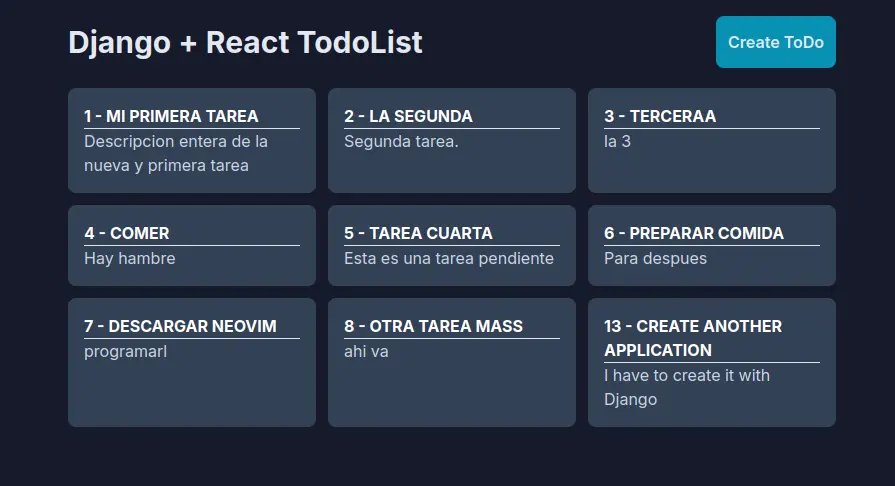 Django + React TodoList
Create ToDo
1 - MI PRIMERA TAREA
Descripcion entera de la
nueva y primera tarea
2 - LA SEGUNDA
Segunda tarea.
3 - TERCERAA
la 3
4 - COMER
Hay hambre
5 - TAREA CUARTA
Esta es una tarea pendiente
6 - PREPARAR COMIDA
Para despues
7 - DESCARGAR NEOVIM
programarl
8 - OTRA TAREA MASS
ahi va
13 - CREATE ANOTHER
APPLICATION
I have to create it with
Django